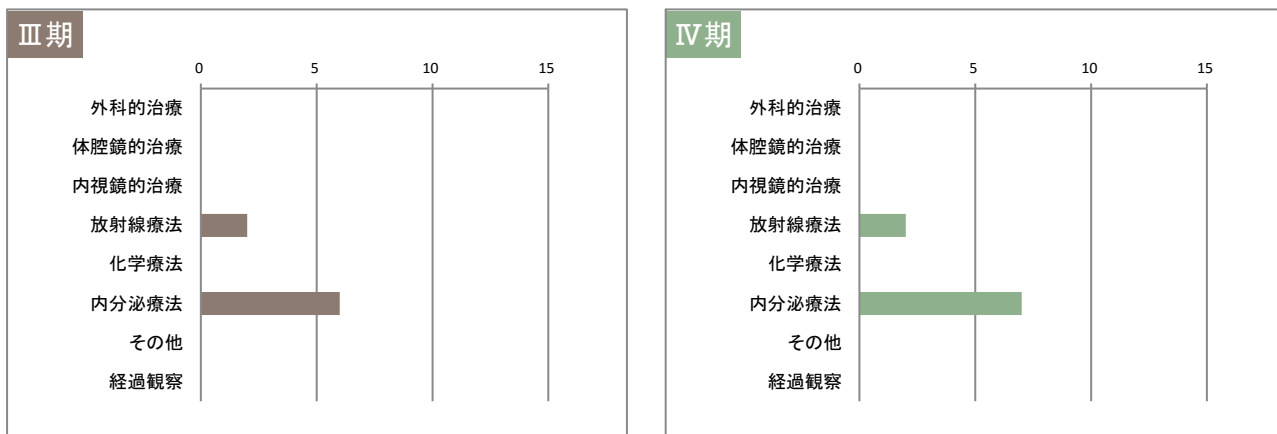 Ⅲ期
0 5 10 15
外科的治療
体腔鏡的治療
内視鏡的治療
放射線療法
化学療法
内分泌療法
その他
経過観察
Ⅳ期
0 5 10 15
外科的治療
体腔鏡的治療
内視鏡的治療
放射線療法
化学療法
内分泌療法
その他
経過観察